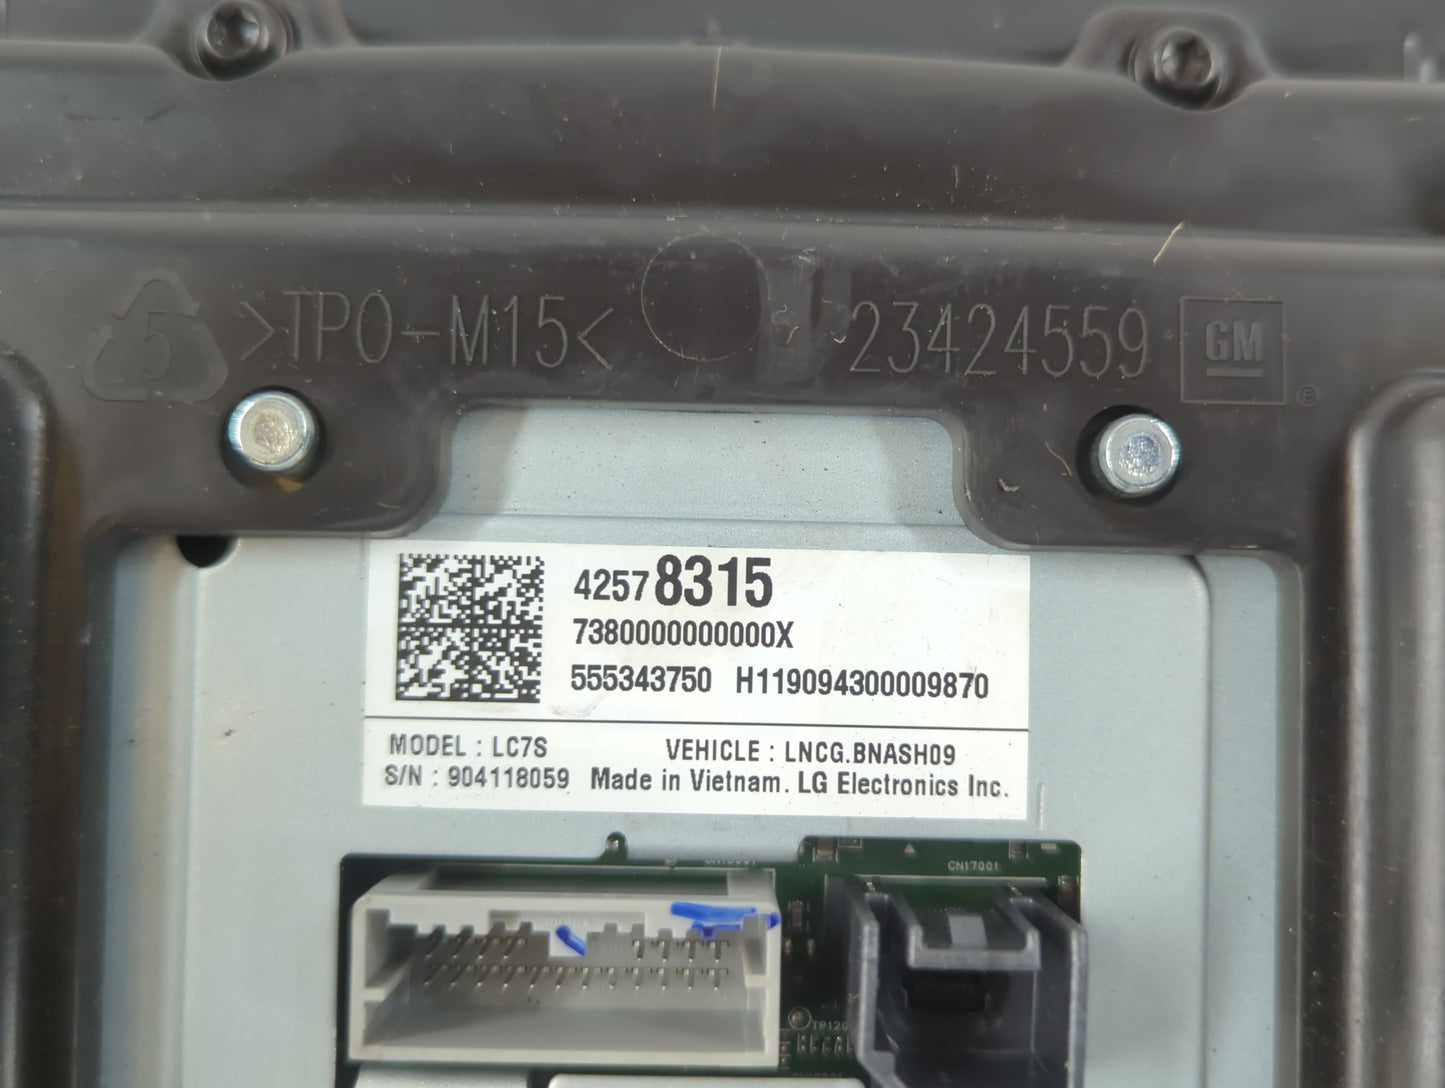 5 >TPO-M15< 23424559 GM
42578315
7380000000000X
555343750 H119094300009870
MODEL : LC7S VEHICLE : LNCG.BNASH09
S/N : 904118059 Made in Vietnam. LG Electronics Inc.
CN17001